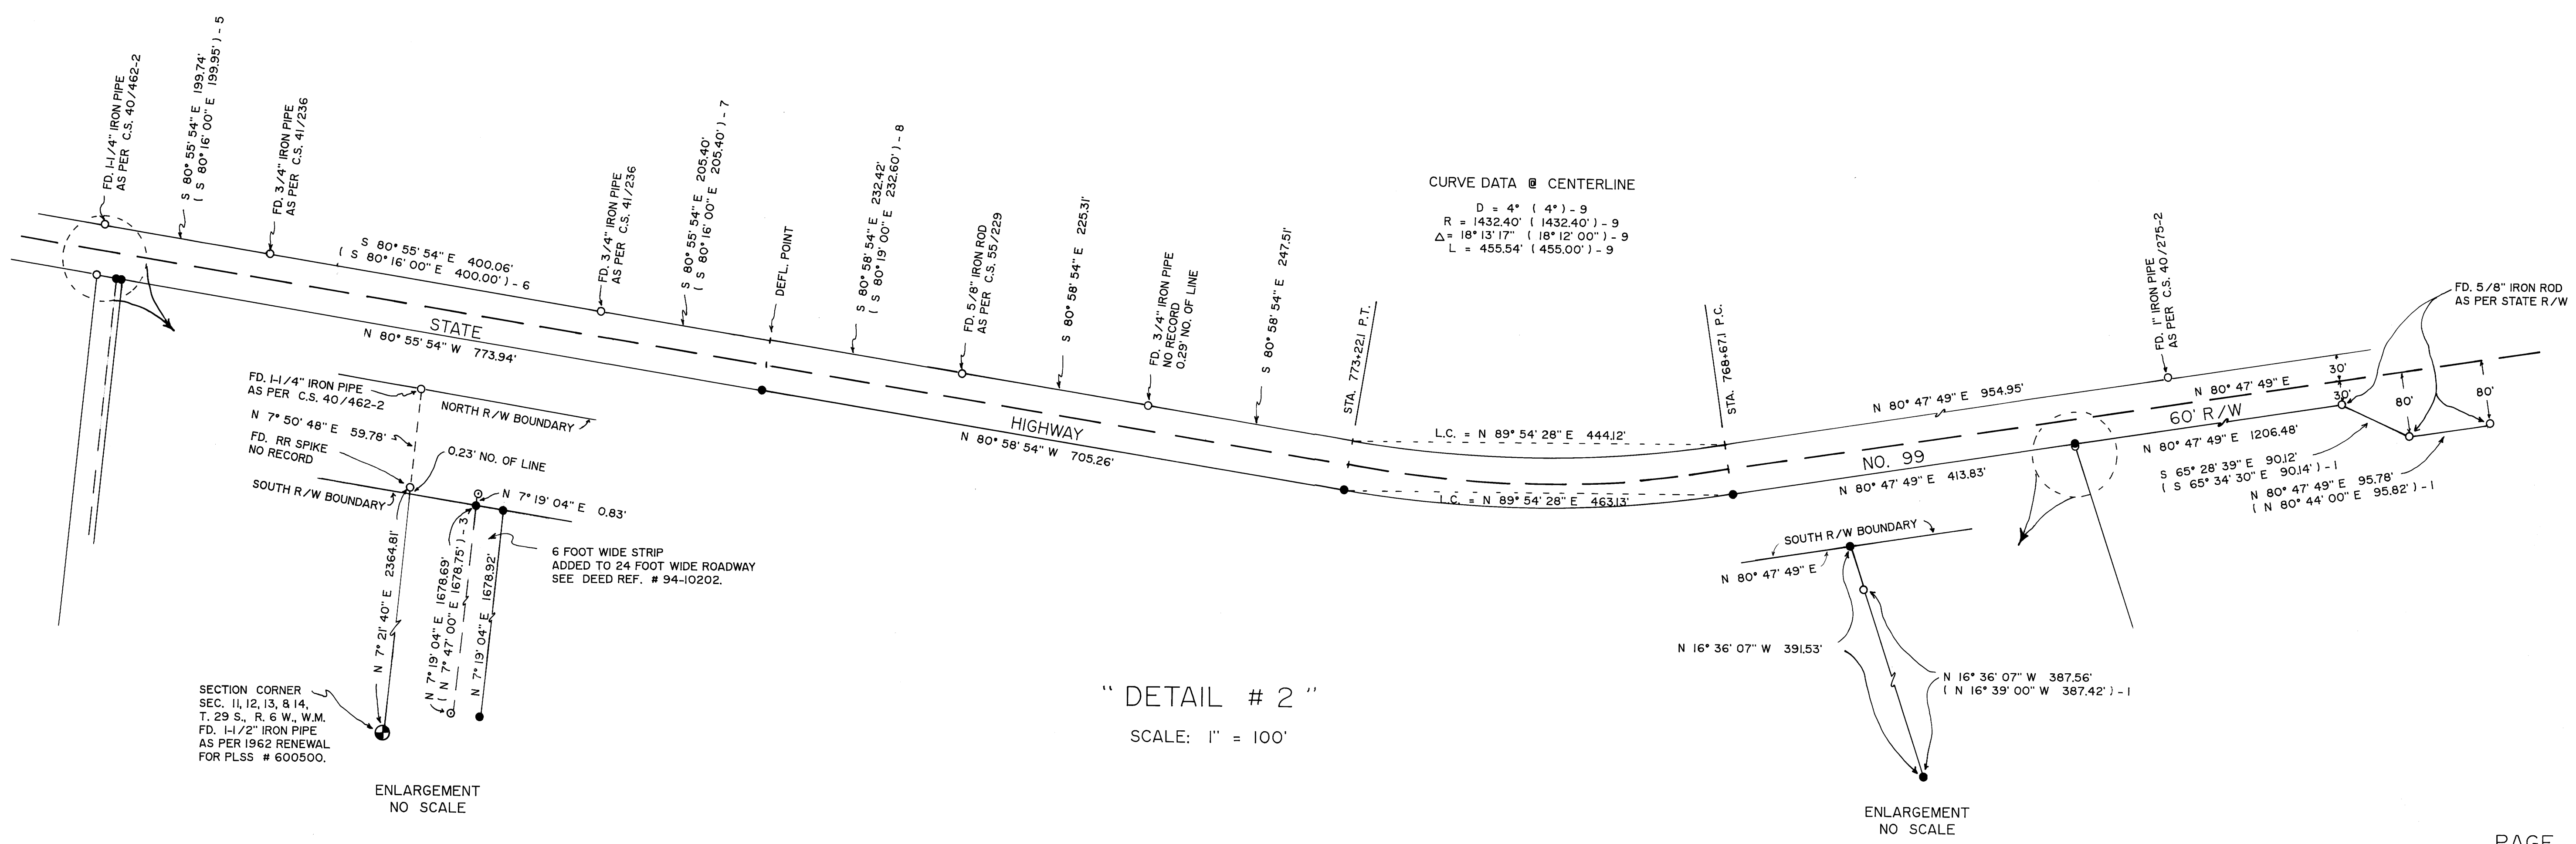 FD. 1-1/4" IRON PIPE
AS PER C.S. 40/462-2
S 80° 55' 54" E 199.74'
( S 80° 16' 00" E 199.95' ) - 5
FD. 3/4" IRON PIPE
AS PER C.S. 41/236
S 80° 55' 54" E 400.06'
( S 80° 16' 00" E 400.00' ) - 6
FD. 3/4" IRON PIPE
AS PER C.S. 41/236
S 80° 55' 54" E 205.40'
( S 80° 16' 00" E 205.40' ) - 7
DEFL. POINT
S 80° 58' 54" E 232.42'
( S 80° 19' 00" E 232.60' ) - 8
FD. 5/8" IRON ROD
AS PER C.S. 55/229
S 80° 58' 54" E 225.31'
FD. 3/4" IRON PIPE
NO RECORD
0.29' NO. OF LINE
S 80° 58' 54" E 247.51'
STA. 773+22.1 P.T.
CURVE DATA @ CENTERLINE
D = 4° ( 4° ) - 9
R = 1432.40' ( 1432.40' ) - 9
Δ = 18° 13' 17" ( 18° 12' 00" ) - 9
L = 455.54' ( 455.00' ) - 9
STA. 768+67.1 P.C.
FD. 1" IRON PIPE
AS PER C.S. 40/275-2
FD. 5/8" IRON ROD
AS PER STATE R/W
STATE
HIGHWAY
NO. 99
60' R/W
N 80° 55' 54" W 773.94'
N 80° 58' 54" W 705.26'
L.C. = N 89° 54' 28" E 444.12'
L.C. = N 89° 54' 28" E 463.13'
N 80° 47' 49" E 954.95'
N 80° 47' 49" E
30'
30'
80'
80'
N 80° 47' 49" E 413.83'
N 80° 47' 49" E 1206.48'
S 65° 28' 39" E 90.12'
( S 65° 34' 30" E 90.14' ) - 1
N 80° 47' 49" E 95.78'
( N 80° 44' 00" E 95.82' ) - 1
FD. 1-1/4" IRON PIPE
AS PER C.S. 40/462-2
NORTH R/W BOUNDARY
N 7° 50' 48" E 59.78'
FD. RR SPIKE
NO RECORD
0.23' NO. OF LINE
SOUTH R/W BOUNDARY
N 7° 19' 04" E 0.83'
N 7° 21' 40" E 2364.81'
N 7° 19' 04" E 1678.69'
( N 7° 47' 00" E 1678.75' ) - 3
N 7° 19' 04" E 1678.92'
6 FOOT WIDE STRIP
ADDED TO 24 FOOT WIDE ROADWAY
SEE DEED REF. # 94-10202.
SECTION CORNER
SEC. 11, 12, 13, & 14,
T. 29 S., R. 6 W., W.M.
FD. 1-1/2" IRON PIPE
AS PER 1962 RENEWAL
FOR PLSS # 600500.
ENLARGEMENT
NO SCALE
" DETAIL # 2 "
SCALE: 1" = 100'
SOUTH R/W BOUNDARY
N 80° 47' 49" E
N 16° 36' 07" W 391.53'
N 16° 36' 07" W 387.56'
( N 16° 39' 00" W 387.42' ) - 1
ENLARGEMENT
NO SCALE